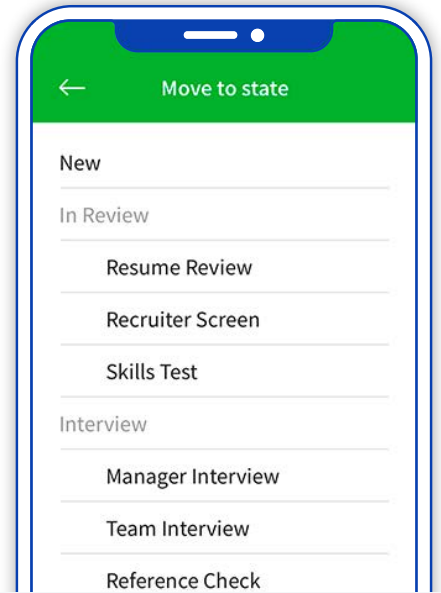 Move to state
New
In Review
Resume Review
Recruiter Screen
Skills Test
Interview
Manager Interview
Team Interview
Reference Check